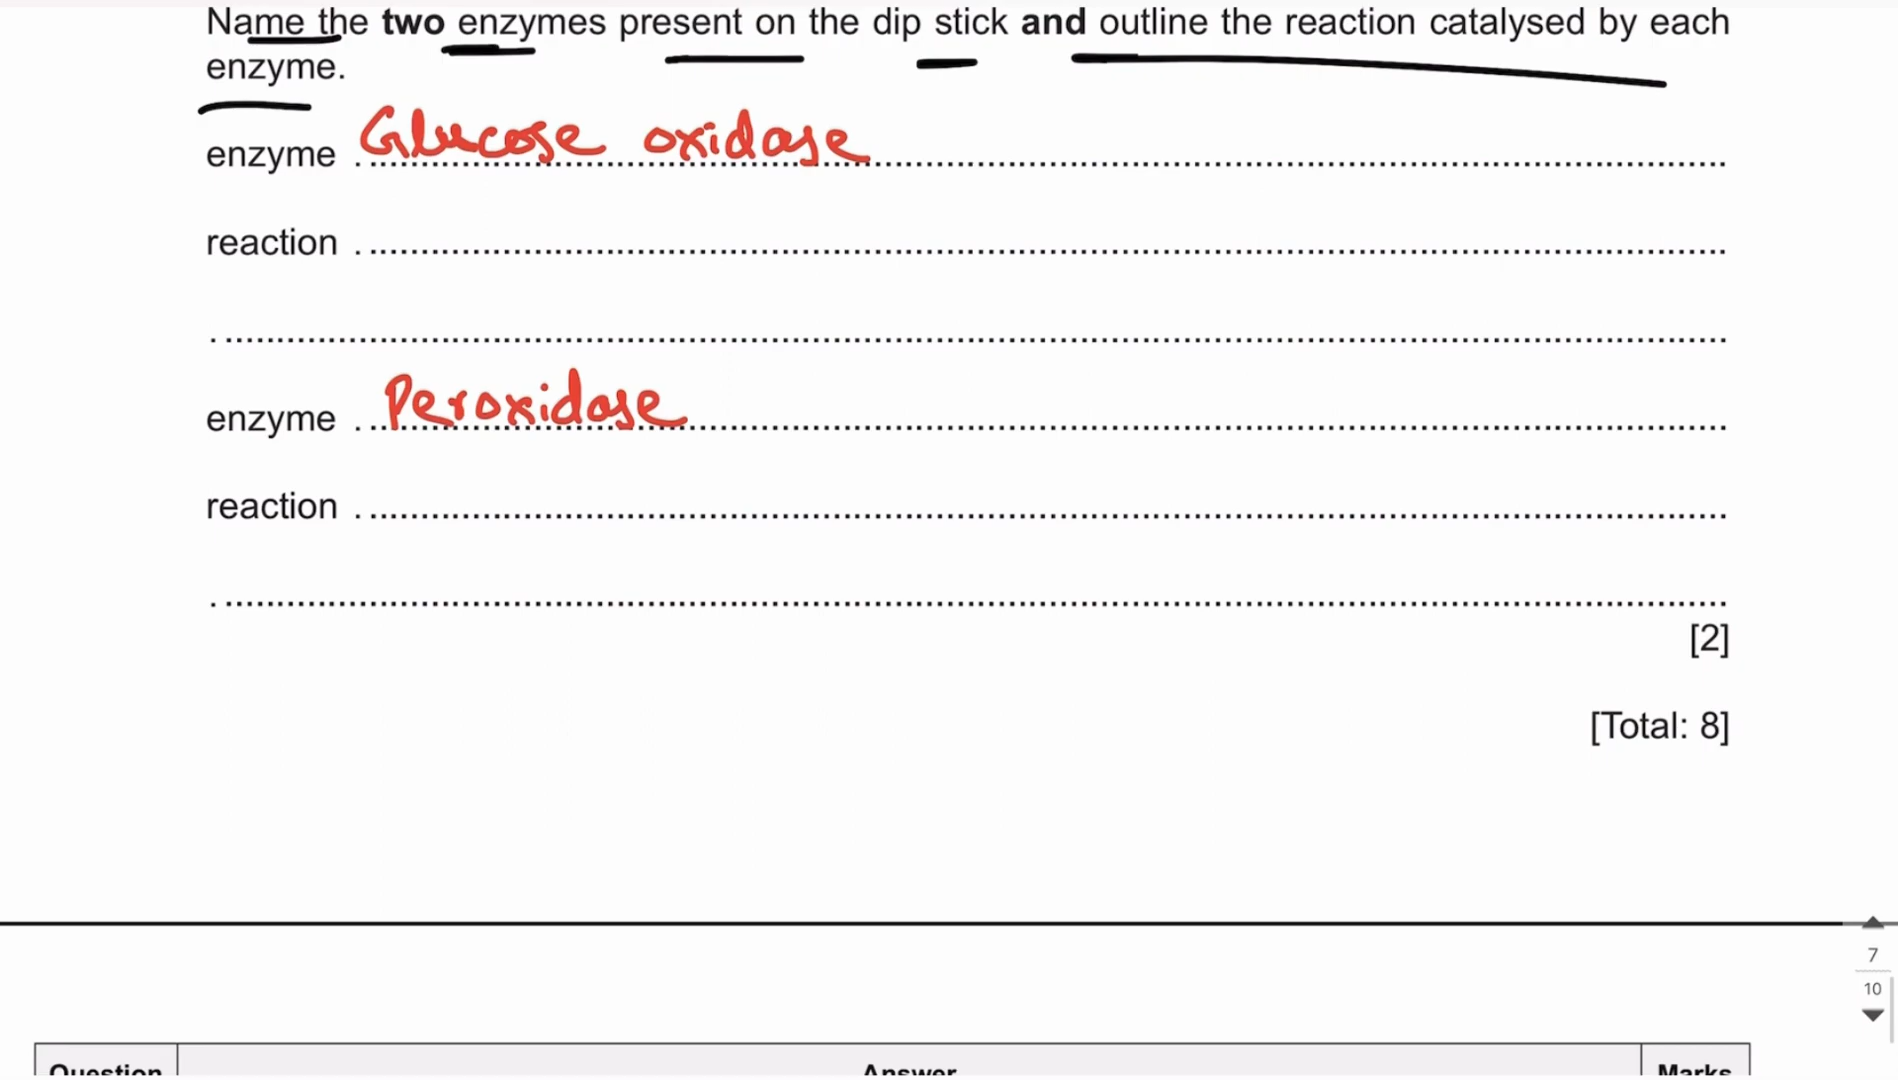 Name the two enzymes present on the dip stick and outline the reaction catalysed by each
enzyme.
enzyme Glucose oxidase
reaction
enzyme Peroxidase
reaction
[2]
[Total: 8]
7
10
Question Answer Marks